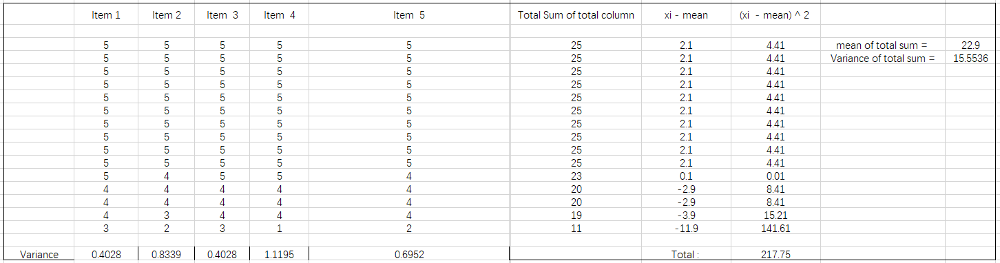 Item 1 Item 2 Item 3 Item 4 Item 5 Total Sum of total column xi - mean (xi - mean) ^ 2
5 5 5 5 5 25 2.1 4.41 mean of total sum = 22.9
5 5 5 5 5 25 2.1 4.41 Variance of total sum = 15.5536
5 5 5 5 5 25 2.1 4.41
5 5 5 5 5 25 2.1 4.41
5 5 5 5 5 25 2.1 4.41
5 5 5 5 5 25 2.1 4.41
5 5 5 5 5 25 2.1 4.41
5 5 5 5 5 25 2.1 4.41
5 5 5 5 5 25 2.1 4.41
5 5 5 5 5 25 2.1 4.41
5 4 5 5 4 23 0.1 0.01
4 4 4 4 4 20 -2.9 8.41
4 4 4 4 4 20 -2.9 8.41
4 3 4 4 4 19 -3.9 15.21
3 2 3 1 2 11 -11.9 141.61
Variance 0.4028 0.8339 0.4028 1.1195 0.6952 Total : 217.75